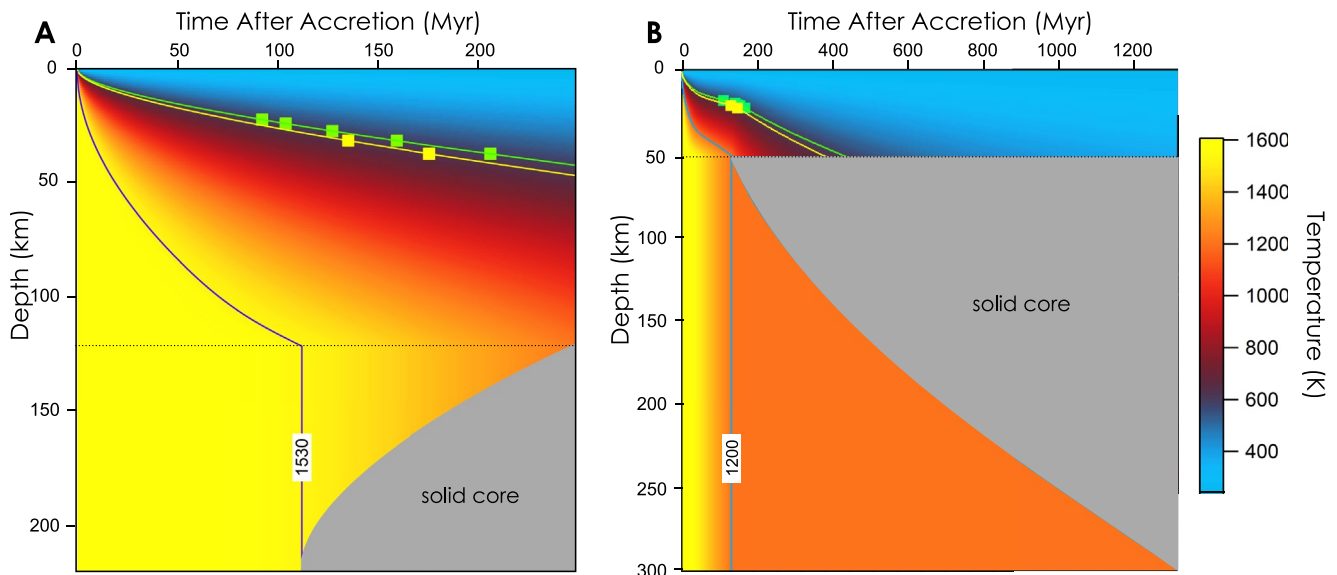 A
Time After Accretion (Myr)
0 50 100 150 200
Depth (km)
0
50
100
150
200
1530
solid core
B
Time After Accretion (Myr)
0 200 400 600 800 1000 1200
Depth (km)
0
50
100
150
200
250
300
1200
solid core
1600
1400
1200
1000
800
600
400
Temperature (K)